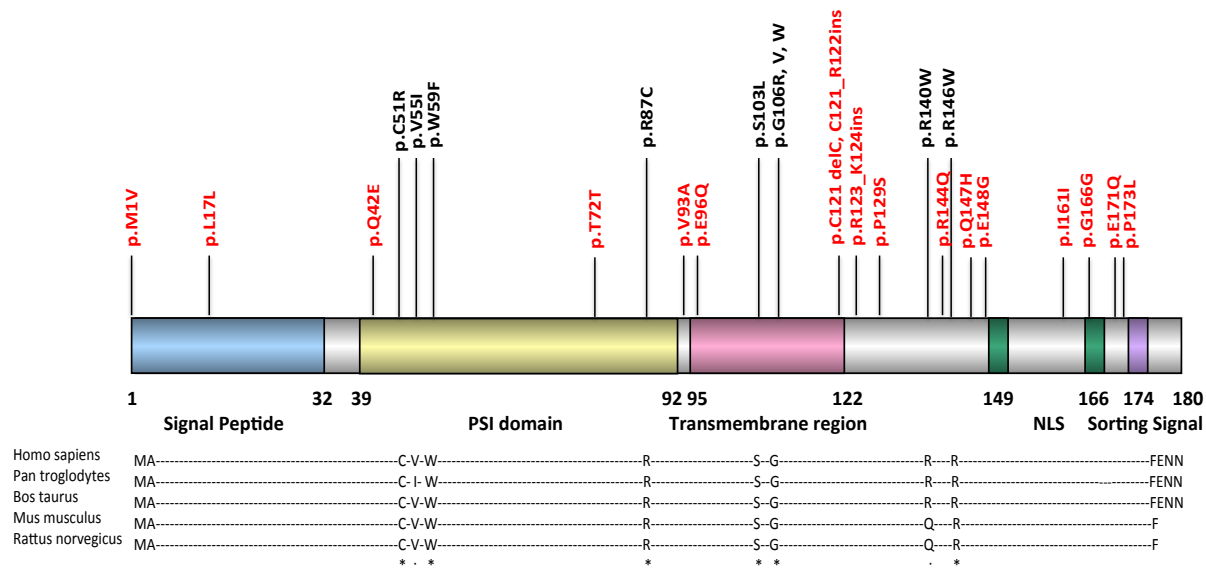 p.M1V
p.L17L
p.Q42E
p.C51R
p.V55I
p.W59F
p.T72T
p.R87C
p.V93A
p.E96Q
p.S103L
p.G106R, V, W
p.C121 delC, C121_R122ins
p.R123_K124ins
p.P129S
p.R140W
p.R144Q
p.R146W
p.Q147H
p.E148G
p.I161I
p.G166G
p.E171Q
p.P173L
1 32 39 92 95 122 149 166 174 180
Signal Peptide PSI domain Transmembrane region NLS Sorting Signal
Homo sapiens MA---C-V-W---R---S-G---R---R---FENN
Pan troglodytes MA---C-I-W---R---S-G---R---R---FENN
Bos taurus MA---C-V-W---R---S-G---R---R---FENN
Mus musculus MA---C-V-W---R---S-G---Q---R---F
Rattus norvegicus MA---C-V-W---R---S-G---Q---R---F
* . * * * * . *